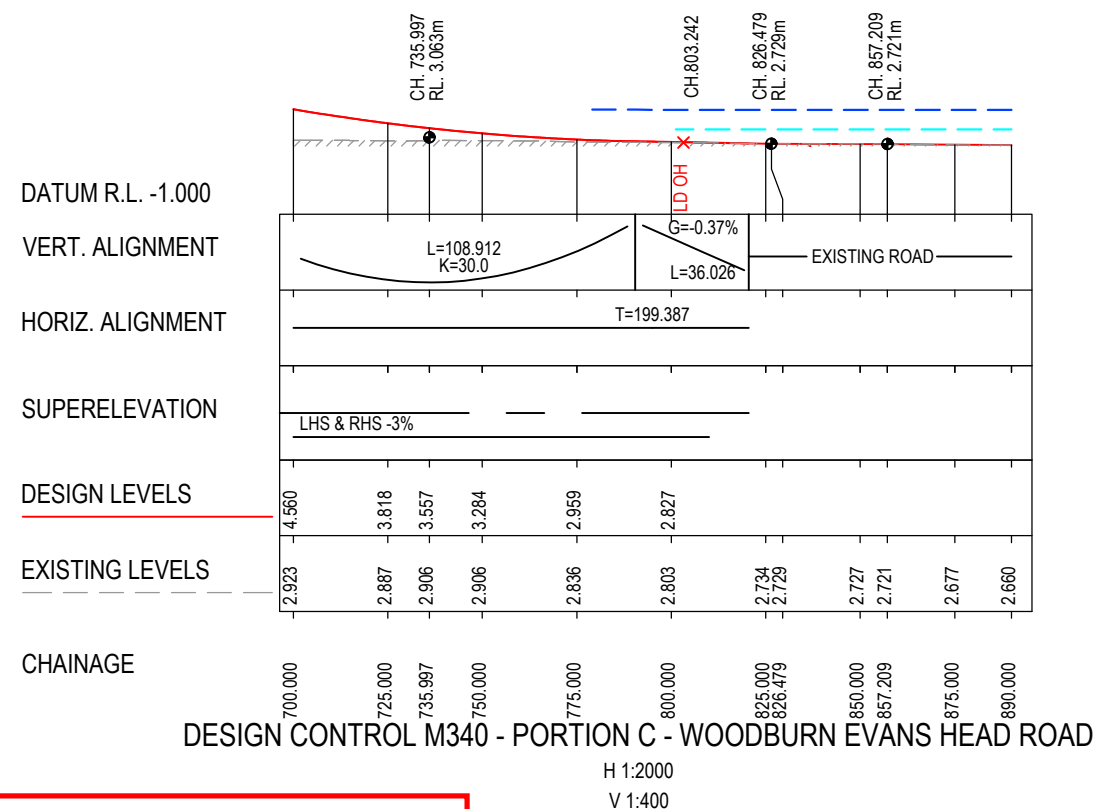 CH. 735.997
RL. 3.063m
CH.803.242
CH. 826.479
RL. 2.729m
CH. 857.209
RL. 2.721m
LD OH
DATUM R.L. -1.000
VERT. ALIGNMENT
L=108.912
K=30.0
G=-0.37%
L=36.026
EXISTING ROAD
HORIZ. ALIGNMENT
T=199.387
SUPERELEVATION
LHS & RHS -3%
DESIGN LEVELS
4.560 3.818 3.557 3.284 2.959 2.827
EXISTING LEVELS
2.923 2.887 2.906 2.906 2.836 2.803 2.734 2.729 2.727 2.721 2.677 2.660
CHAINAGE
700.000 725.000 735.997 750.000 775.000 800.000 825.000 826.479 850.000 857.209 875.000 890.000
DESIGN CONTROL M340 - PORTION C - WOODBURN EVANS HEAD ROAD
H 1:2000
V 1:400